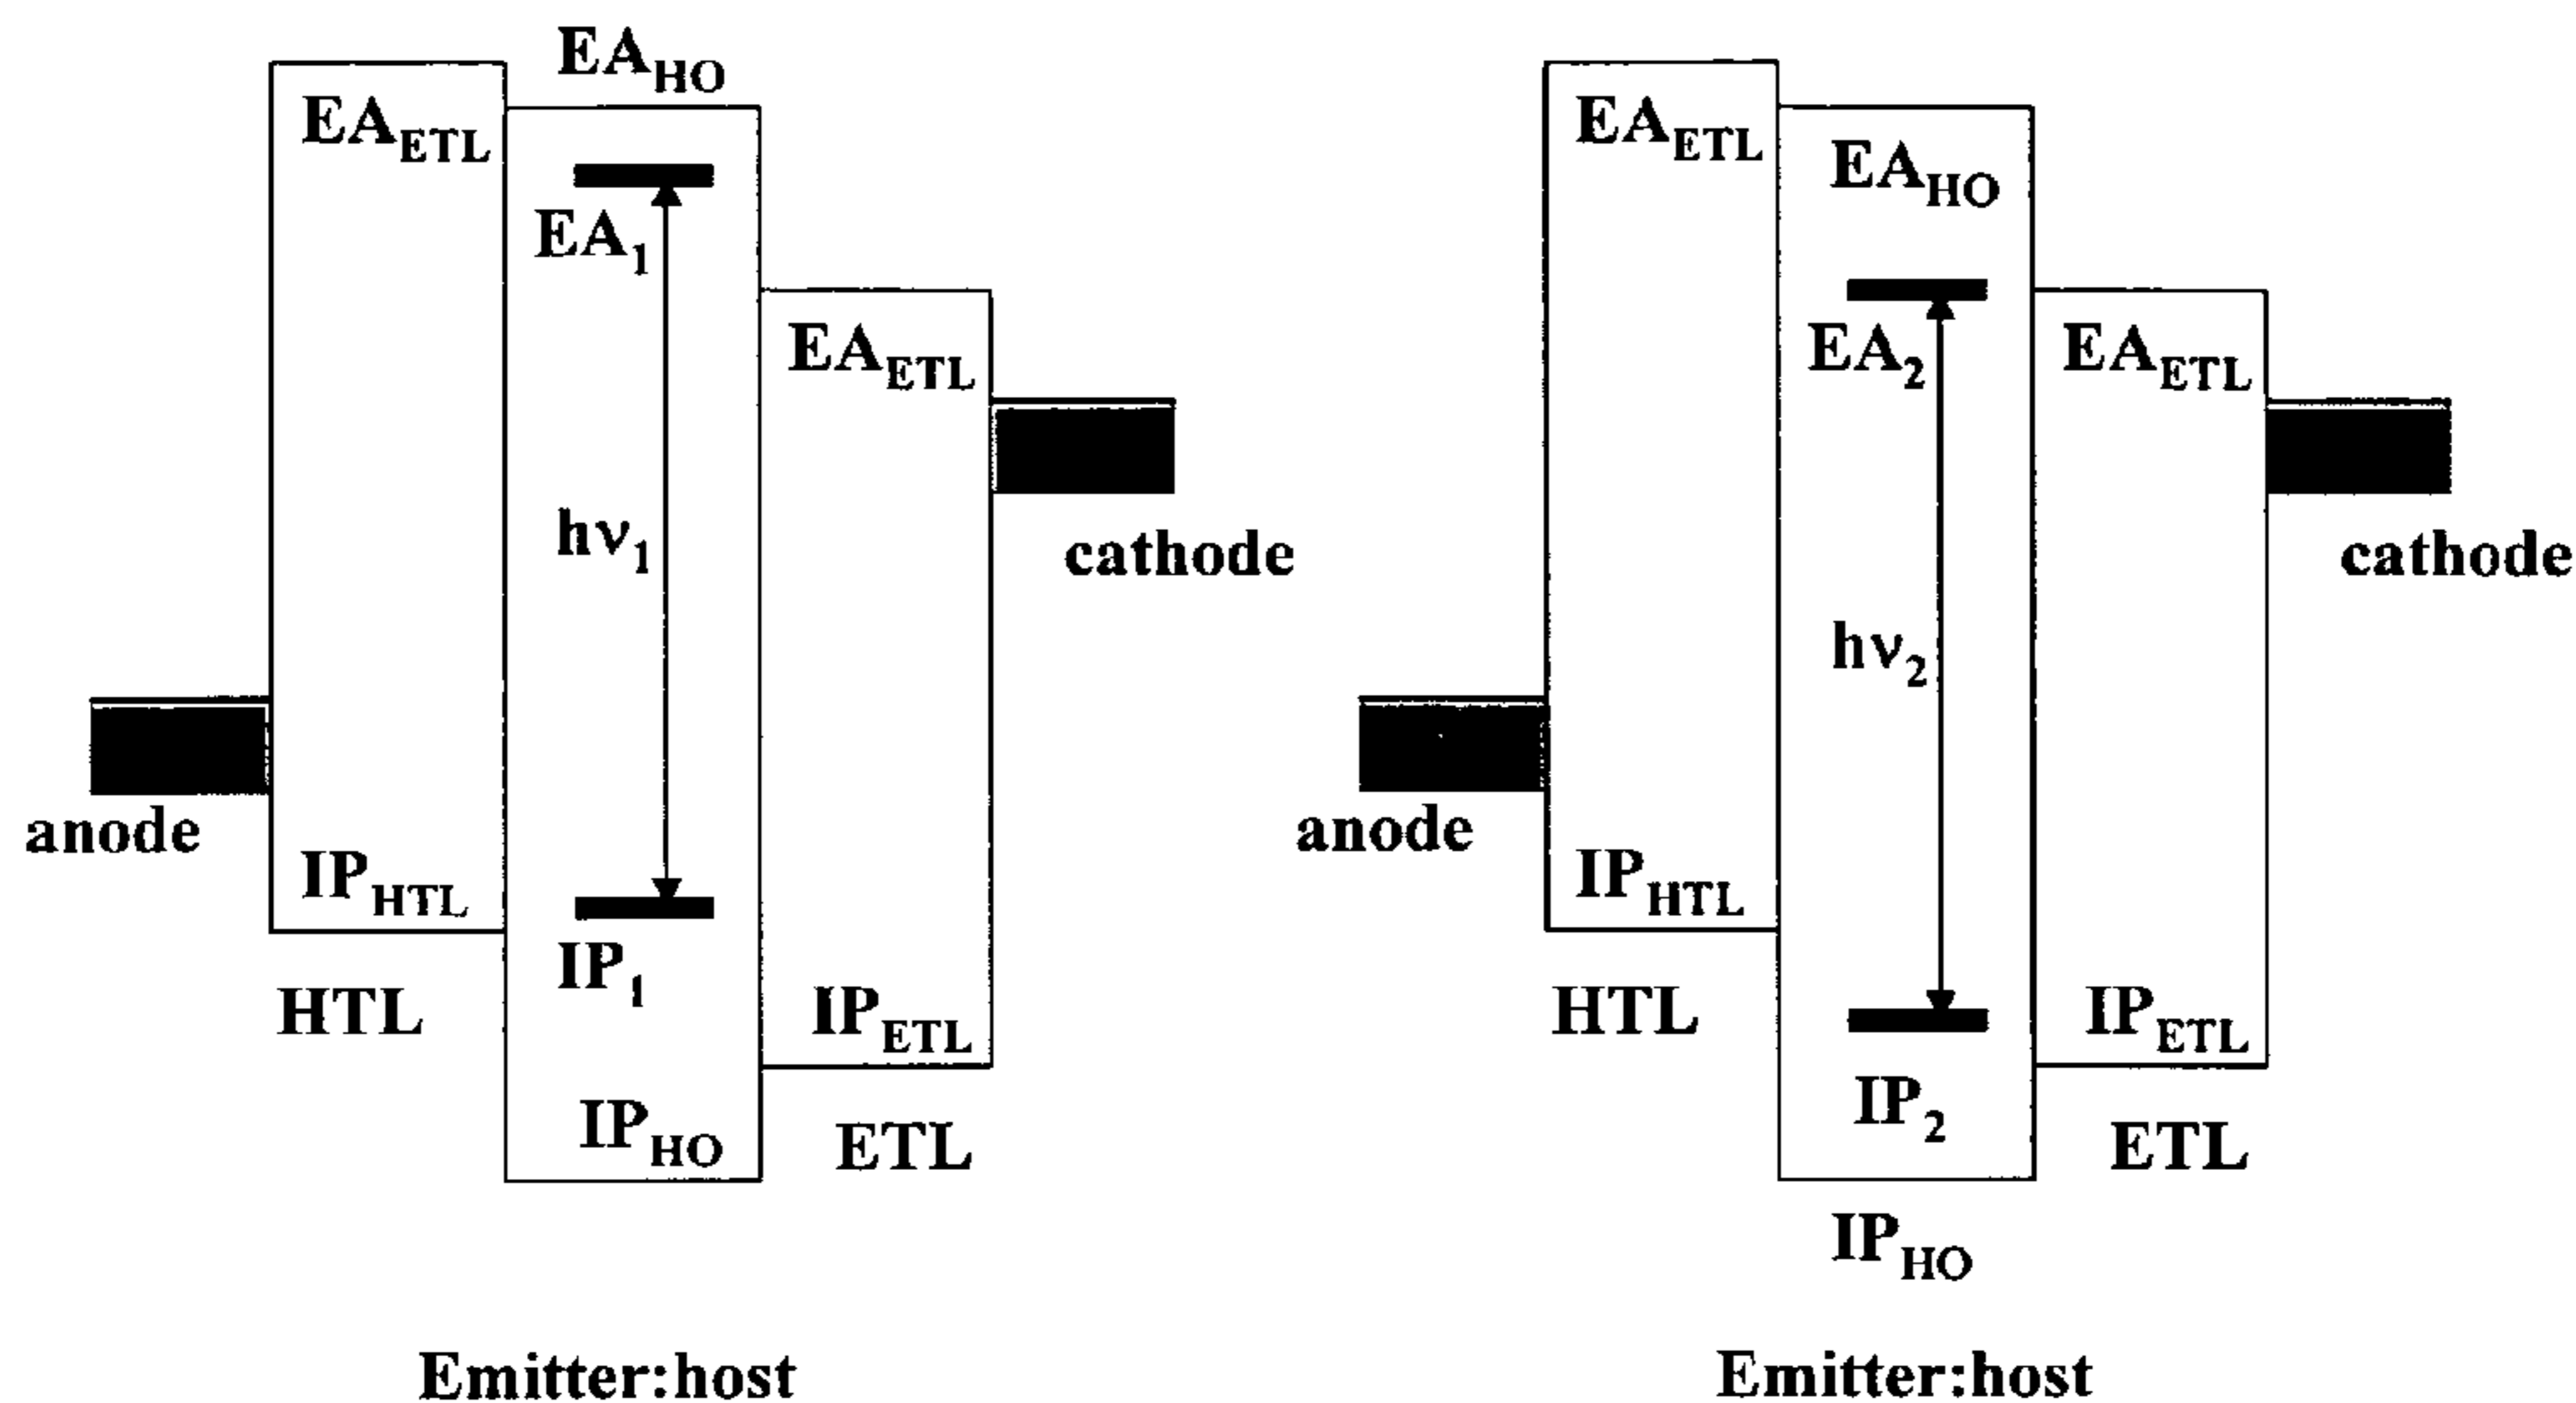 EA_HO
EA_ETL
EA_1
EA_ETL
hν_1
cathode
anode
IP_HTL
IP_1
HTL
IP_ETL
IP_HO
ETL
Emitter:host
EA_ETL
EA_HO
EA_2
EA_ETL
cathode
hν_2
anode
IP_HTL
HTL
IP_ETL
IP_2
ETL
IP_HO
Emitter:host